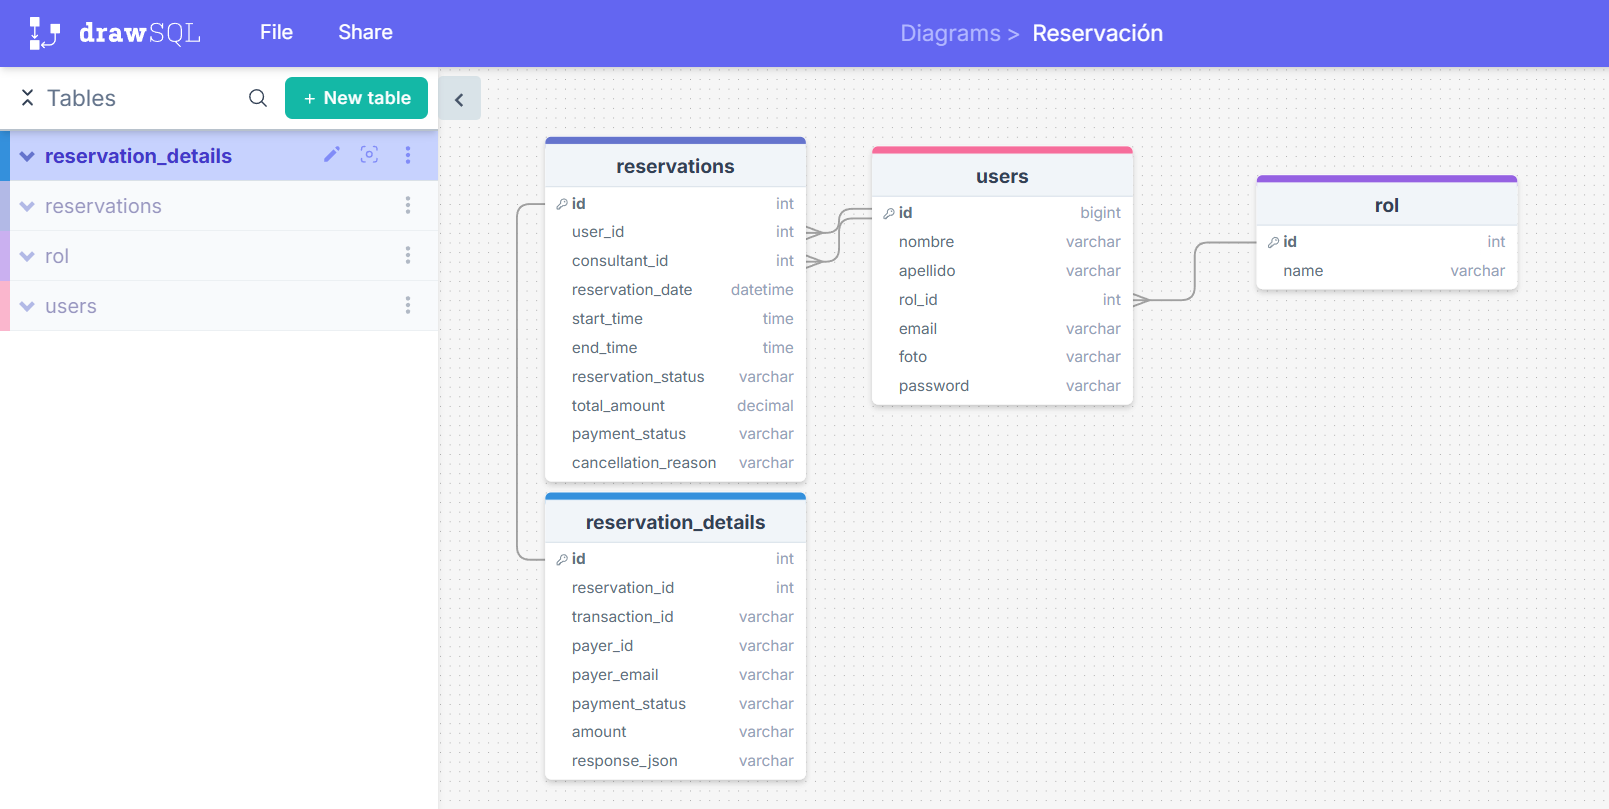 drawSQL File Share Diagrams > Reservación
Tables + New table
reservation_details
reservations
rol
users
reservations
id int
user_id int
consultant_id int
reservation_date datetime
start_time time
end_time time
reservation_status varchar
total_amount decimal
payment_status varchar
cancellation_reason varchar
reservation_details
id int
reservation_id int
transaction_id varchar
payer_id varchar
payer_email varchar
payment_status varchar
amount varchar
response_json varchar
users
id bigint
nombre varchar
apellido varchar
rol_id int
email varchar
foto varchar
password varchar
rol
id int
name varchar